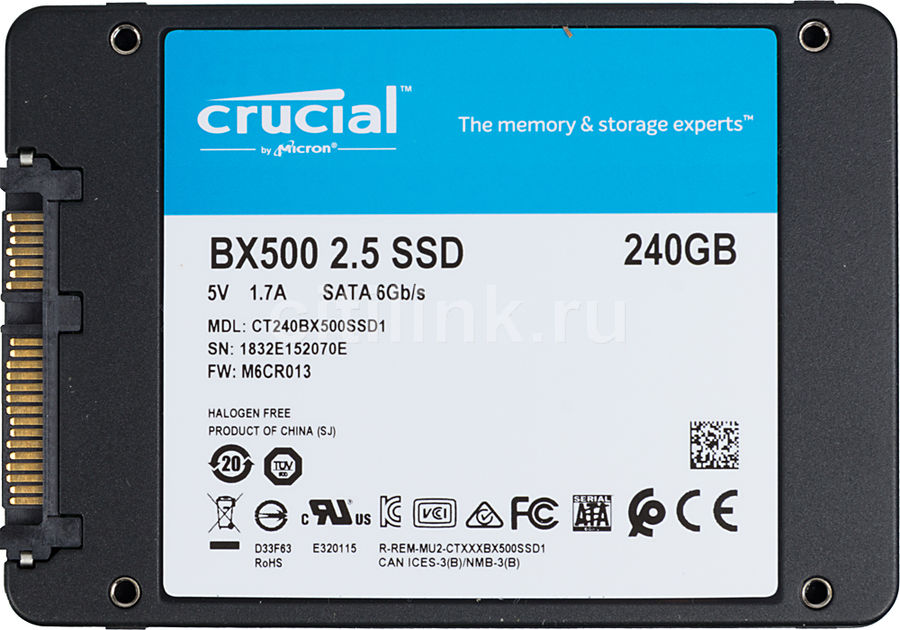 crucial™
by Micron®
The memory & storage experts™
BX500 2.5 SSD 240GB
5V 1.7A SATA 6Gb/s
citilink.ru
MDL: CT240BX500SSD1
SN: 1832E152070E
FW: M6CR013
HALOGEN FREE
PRODUCT OF CHINA (SJ)
20 TÜV
c RU US VCCI FC SERIAL ATA CE
D33F63 E320115 R-REM-MU2-CTXXXBX500SSD1
RoHS CAN ICES-3(B)/NMB-3(B)